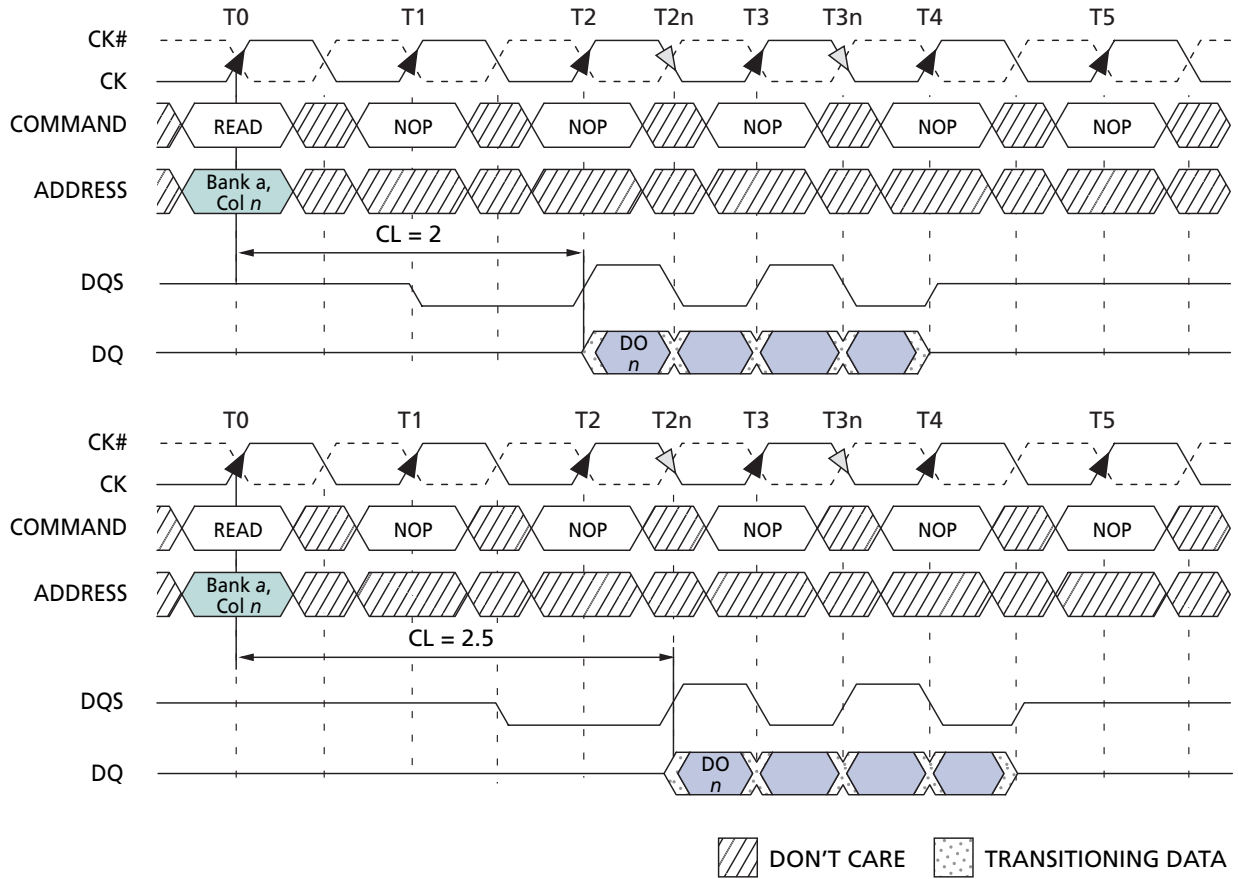 T0 T1 T2 T2n T3 T3n T4 T5
CK#
CK
COMMAND READ NOP NOP NOP NOP NOP
ADDRESS Bank a,
Col n
CL = 2
DQS
DQ DO
n
T0 T1 T2 T2n T3 T3n T4 T5
CK#
CK
COMMAND READ NOP NOP NOP NOP NOP
ADDRESS Bank a,
Col n
CL = 2.5
DQS
DQ DO
n
DON'T CARE TRANSITIONING DATA